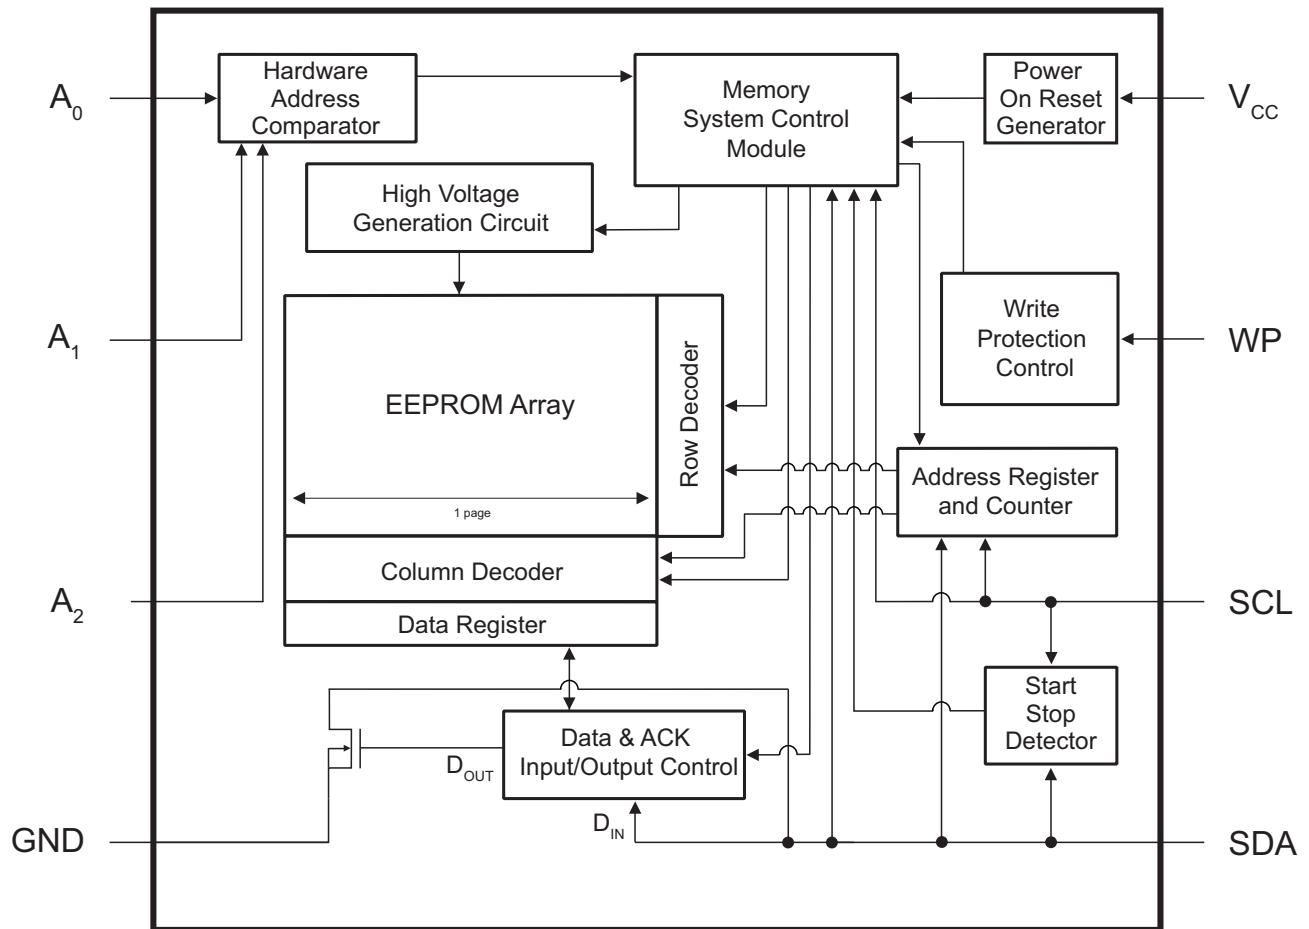 A0
Hardware
Address
Comparator
Memory
System Control
Module
Power
On Reset
Generator
VCC
High Voltage
Generation Circuit
A1
Write
Protection
Control
WP
EEPROM Array
Row Decoder
1 page
Address Register
and Counter
Column Decoder
A2
Data Register
SCL
Start
Stop
Detector
Data & ACK
Input/Output Control
DOUT
DIN
GND
SDA